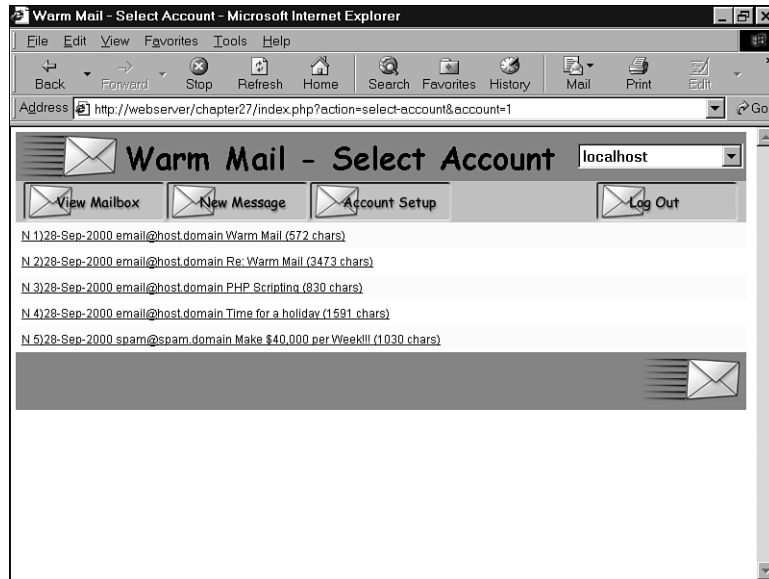 Warm Mail - Select Account - Microsoft Internet Explorer
File Edit View Favorites Tools Help
Back Forward Stop Refresh Home Search Favorites History Mail Print Edit
Address http://webserver/chapter27/index.php?action=select-account&account=1 Go
Warm Mail - Select Account localhost
View Mailbox New Message Account Setup Log Out
N 1)28-Sep-2000 email@host.domain Warm Mail (572 chars)
N 2)28-Sep-2000 email@host.domain Re: Warm Mail (3473 chars)
N 3)28-Sep-2000 email@host.domain PHP Scripting (830 chars)
N 4)28-Sep-2000 email@host.domain Time for a holiday (1591 chars)
N 5)28-Sep-2000 spam@spam.domain Make $40,000 per Week!!! (1030 chars)